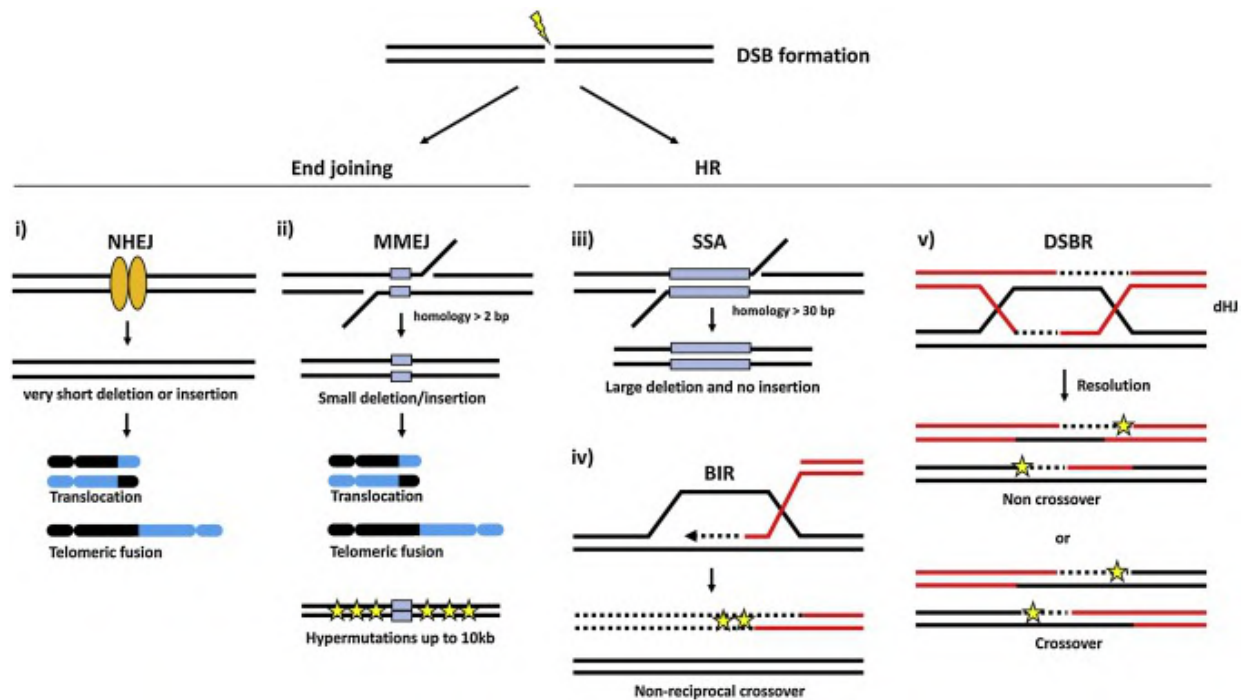 DSB formation
End joining
HR
i)
NHEJ
very short deletion or insertion
Translocation
Telomeric fusion
ii)
MMEJ
homology > 2 bp
Small deletion/insertion
Translocation
Telomeric fusion
Hypermutations up to 10kb
iii)
SSA
homology > 30 bp
Large deletion and no insertion
iv)
BIR
Non-reciprocal crossover
v)
DSBR
dHJ
Resolution
Non crossover
or
Crossover